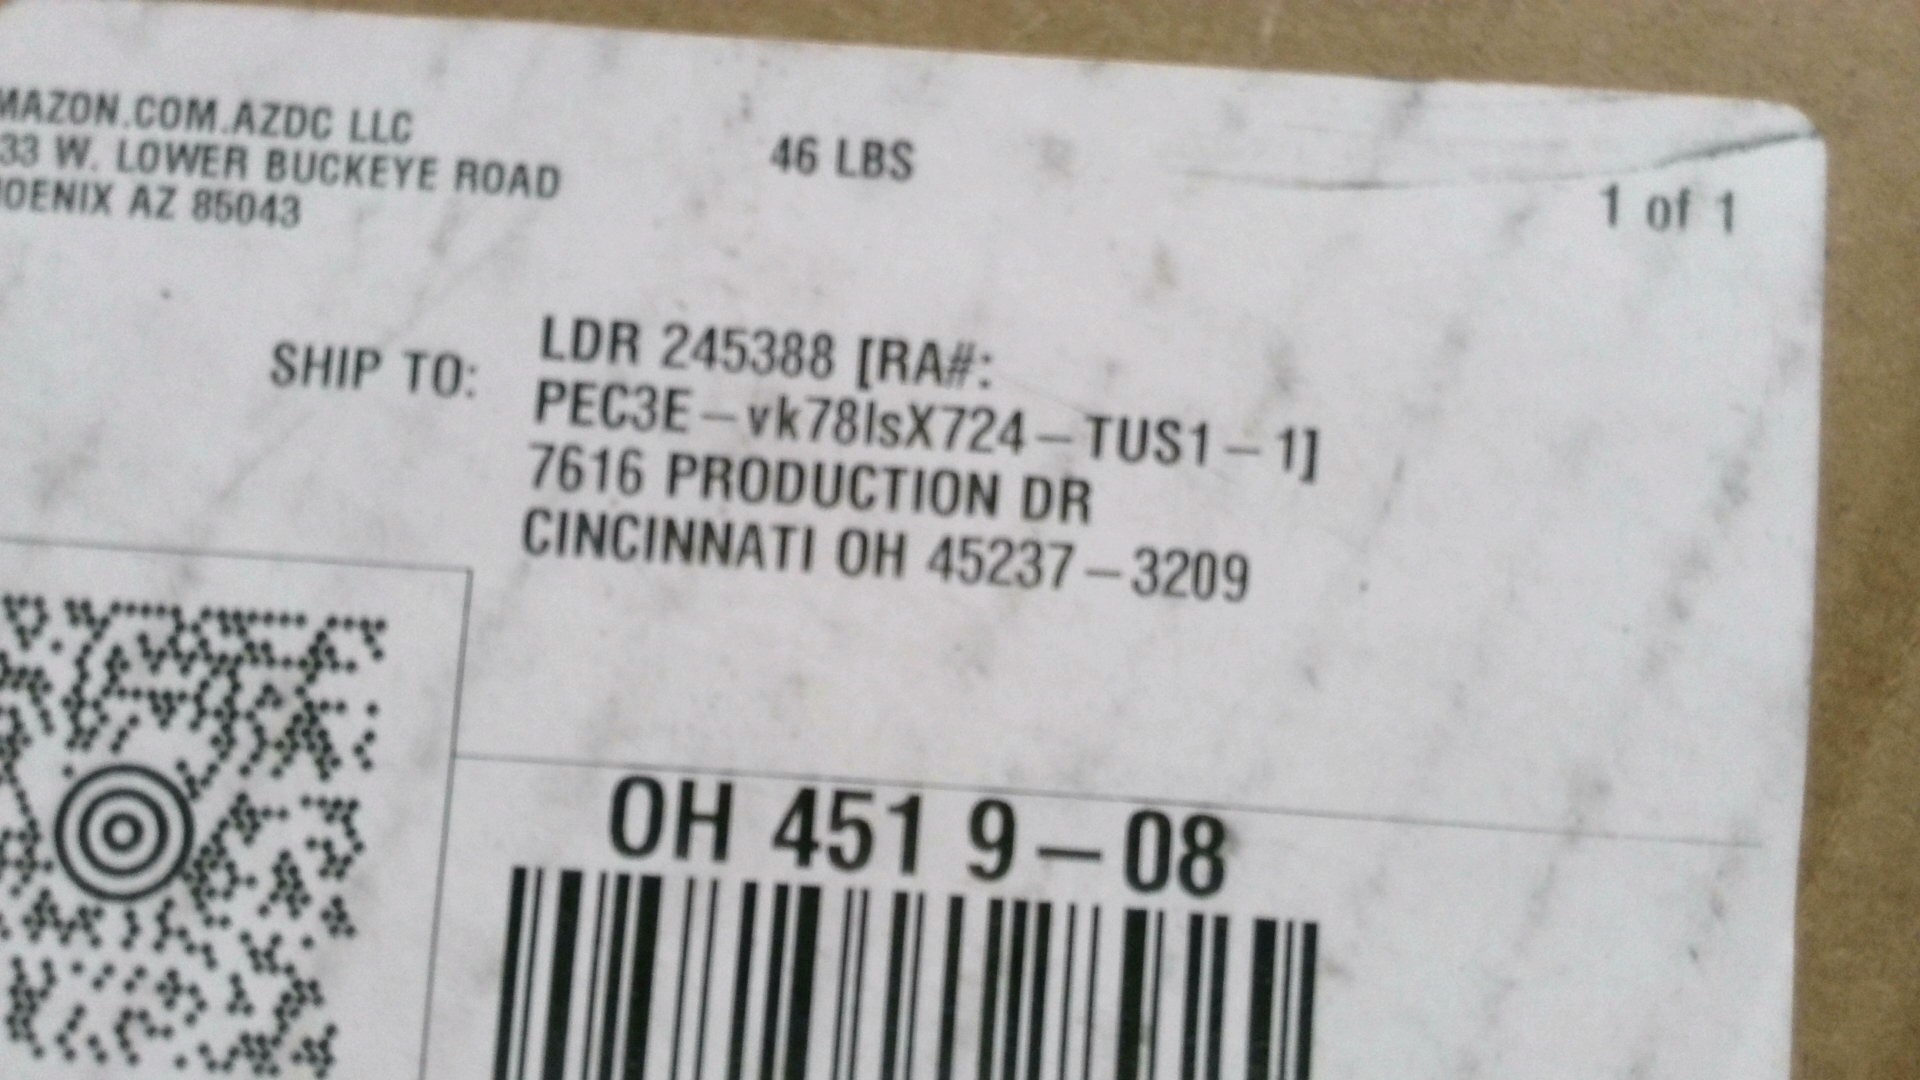 MAZON.COM.AZDC LLC
33 W. LOWER BUCKEYE ROAD
OENIX AZ 85043
46 LBS
1 of 1
SHIP TO:
LDR 245388 [RA#:
PEC3E-vk78IsX724-TUS1-1]
7616 PRODUCTION DR
CINCINNATI OH 45237-3209
OH 451 9-08